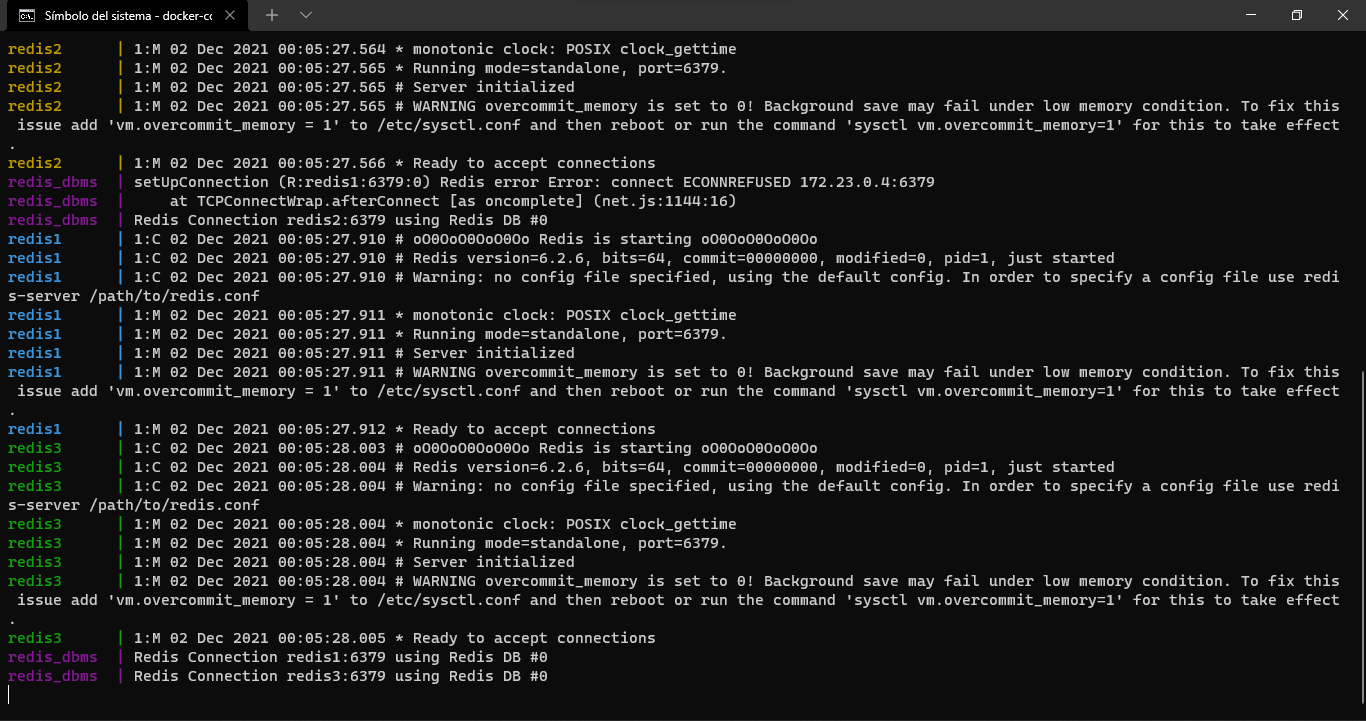 Símbolo del sistema - docker-cc
redis2 | 1:M 02 Dec 2021 00:05:27.564 * monotonic clock: POSIX clock_gettime
redis2 | 1:M 02 Dec 2021 00:05:27.565 * Running mode=standalone, port=6379.
redis2 | 1:M 02 Dec 2021 00:05:27.565 # Server initialized
redis2 | 1:M 02 Dec 2021 00:05:27.565 # WARNING overcommit_memory is set to 0! Background save may fail under low memory condition. To fix this
issue add 'vm.overcommit_memory = 1' to /etc/sysctl.conf and then reboot or run the command 'sysctl vm.overcommit_memory=1' for this to take effect
.
redis2 | 1:M 02 Dec 2021 00:05:27.566 * Ready to accept connections
redis_dbms | setUpConnection (R:redis1:6379:0) Redis error Error: connect ECONNREFUSED 172.23.0.4:6379
redis_dbms | at TCPConnectWrap.afterConnect [as oncomplete] (net.js:1144:16)
redis_dbms | Redis Connection redis2:6379 using Redis DB #0
redis1 | 1:C 02 Dec 2021 00:05:27.910 # oO0OoO0OoO0Oo Redis is starting oO0OoO0OoO0Oo
redis1 | 1:C 02 Dec 2021 00:05:27.910 # Redis version=6.2.6, bits=64, commit=00000000, modified=0, pid=1, just started
redis1 | 1:C 02 Dec 2021 00:05:27.910 # Warning: no config file specified, using the default config. In order to specify a config file use redi
s-server /path/to/redis.conf
redis1 | 1:M 02 Dec 2021 00:05:27.911 * monotonic clock: POSIX clock_gettime
redis1 | 1:M 02 Dec 2021 00:05:27.911 * Running mode=standalone, port=6379.
redis1 | 1:M 02 Dec 2021 00:05:27.911 # Server initialized
redis1 | 1:M 02 Dec 2021 00:05:27.911 # WARNING overcommit_memory is set to 0! Background save may fail under low memory condition. To fix this
issue add 'vm.overcommit_memory = 1' to /etc/sysctl.conf and then reboot or run the command 'sysctl vm.overcommit_memory=1' for this to take effect
.
redis1 | 1:M 02 Dec 2021 00:05:27.912 * Ready to accept connections
redis3 | 1:C 02 Dec 2021 00:05:28.003 # oO0OoO0OoO0Oo Redis is starting oO0OoO0OoO0Oo
redis3 | 1:C 02 Dec 2021 00:05:28.004 # Redis version=6.2.6, bits=64, commit=00000000, modified=0, pid=1, just started
redis3 | 1:C 02 Dec 2021 00:05:28.004 # Warning: no config file specified, using the default config. In order to specify a config file use redi
s-server /path/to/redis.conf
redis3 | 1:M 02 Dec 2021 00:05:28.004 * monotonic clock: POSIX clock_gettime
redis3 | 1:M 02 Dec 2021 00:05:28.004 * Running mode=standalone, port=6379.
redis3 | 1:M 02 Dec 2021 00:05:28.004 # Server initialized
redis3 | 1:M 02 Dec 2021 00:05:28.004 # WARNING overcommit_memory is set to 0! Background save may fail under low memory condition. To fix this
issue add 'vm.overcommit_memory = 1' to /etc/sysctl.conf and then reboot or run the command 'sysctl vm.overcommit_memory=1' for this to take effect
.
redis3 | 1:M 02 Dec 2021 00:05:28.005 * Ready to accept connections
redis_dbms | Redis Connection redis1:6379 using Redis DB #0
redis_dbms | Redis Connection redis3:6379 using Redis DB #0